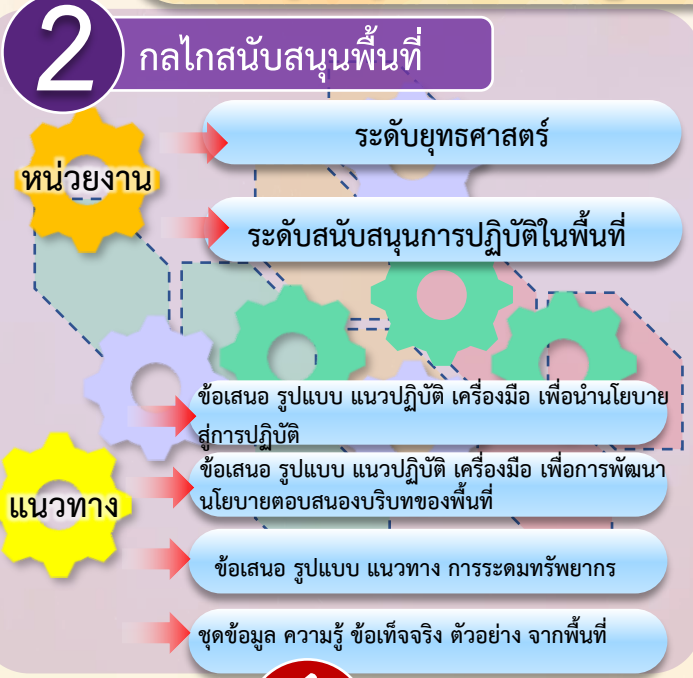 2
กลไกสนับสนุนพื้นที่
หน่วยงาน
ระดับยุทธศาสตร์
ระดับสนับสนุนการปฏิบัติในพื้นที่
แนวทาง
ข้อเสนอ รูปแบบ แนวปฏิบัติ เครื่องมือ เพื่อนำนโยบาย
สู่การปฏิบัติ
ข้อเสนอ รูปแบบ แนวปฏิบัติ เครื่องมือ เพื่อการพัฒนา
นโยบายตอบสนองบริบทของพื้นที่
ข้อเสนอ รูปแบบ แนวทาง การระดมทรัพยากร
ชุดข้อมูล ความรู้ ข้อเท็จจริง ตัวอย่าง จากพื้นที่